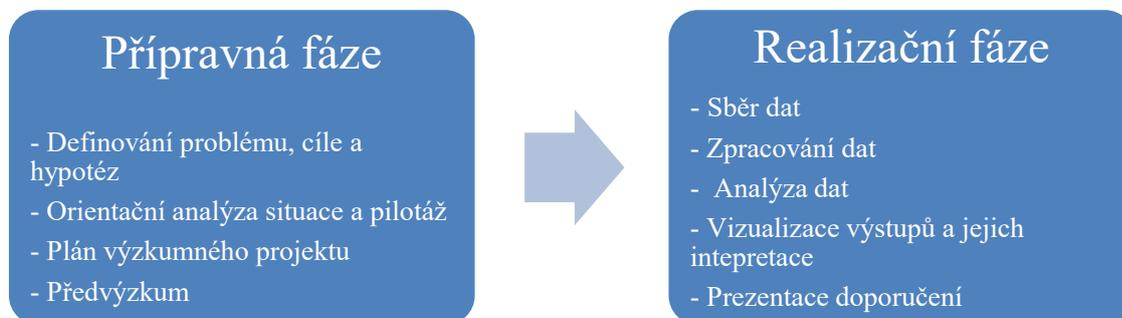 Přípravná fáze
- Definování problému, cíle a
hypotéz
- Orientační analýza situace a pilotáž
- Plán výzkumného projektu
- Předvýzkum
Realizační fáze
- Sběr dat
- Zpracování dat
-  Analýza dat
- Vizualizace výstupů a jejich
intepretace
- Prezentace doporučení